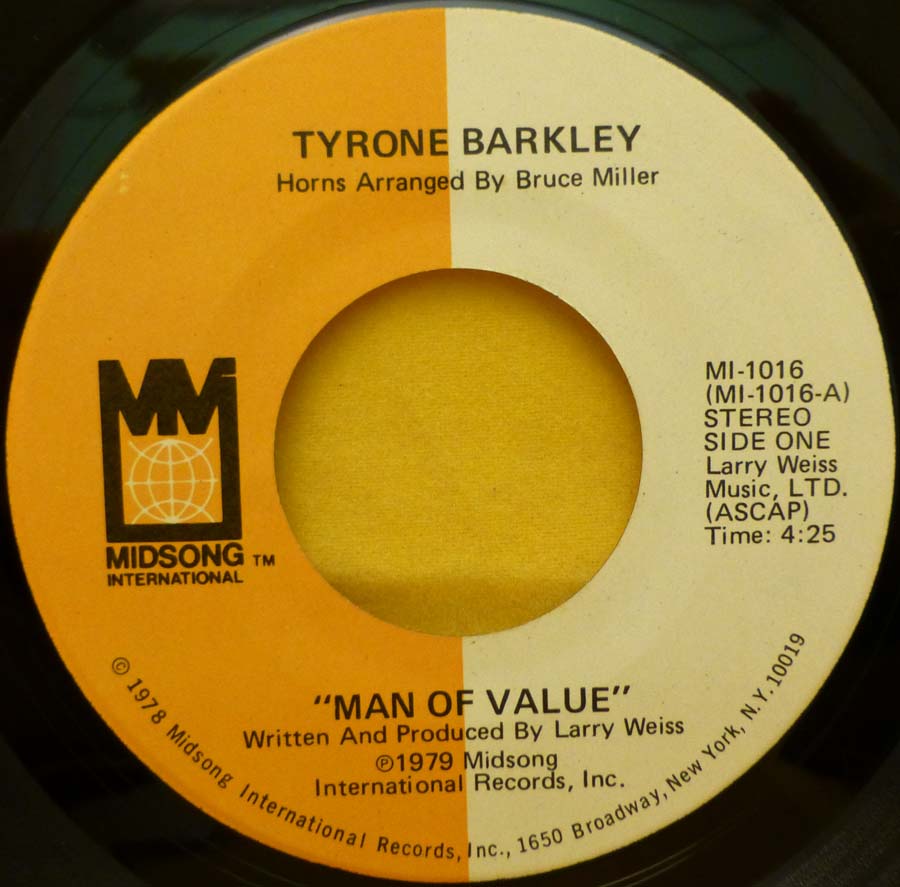 TYRONE BARKLEY
Horns Arranged By Bruce Miller
MM
MIDSONG TM
INTERNATIONAL
MI-1016
(MI-1016-A)
STEREO
SIDE ONE
Larry Weiss
Music, LTD.
(ASCAP)
Time: 4:25
"MAN OF VALUE"
Written And Produced By Larry Weiss
℗1979 Midsong
International Records, Inc.
© 1978 Midsong International Records, Inc., 1650 Broadway, New York, N.Y. 10019